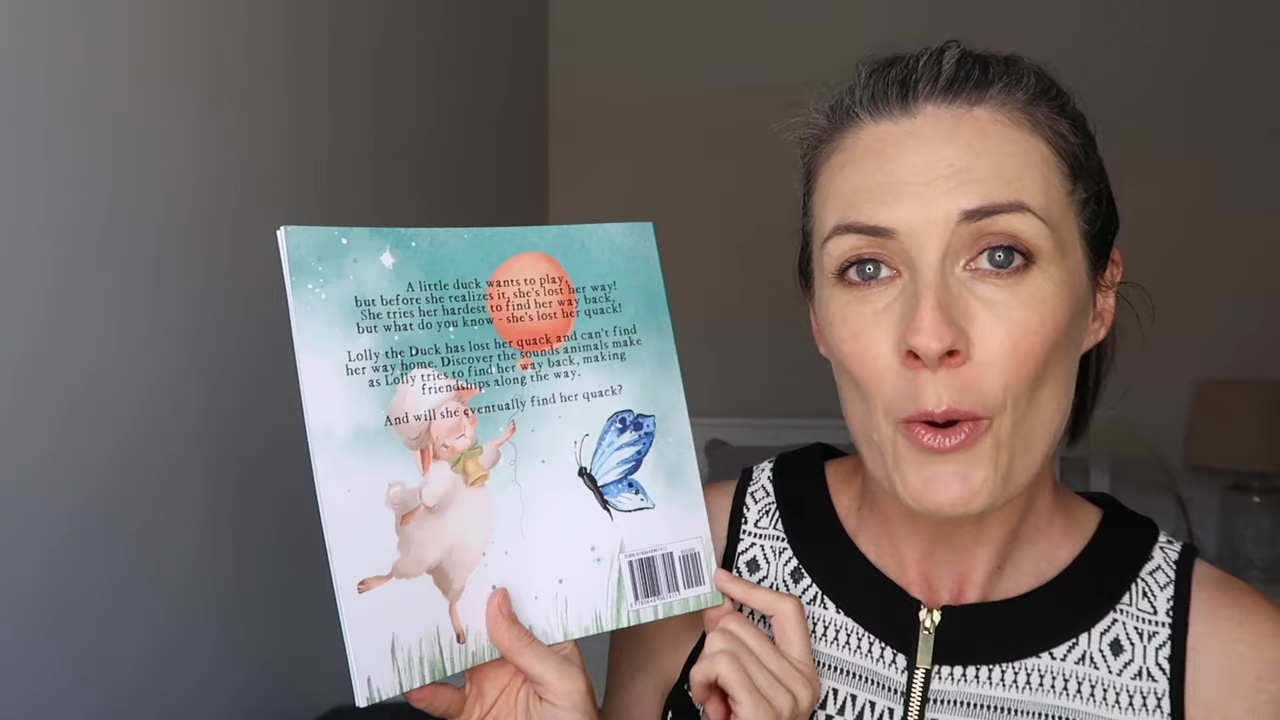 A little duck wants to play,
but before she realizes it, she's lost her way!
She tries her hardest to find her way back,
but what do you know - she's lost her quack!
Lolly the Duck has lost her quack and can't find
her way home. Discover the sounds animals make
as Lolly tries to find her way back, making
friendships along the way.
And will she eventually find her quack?